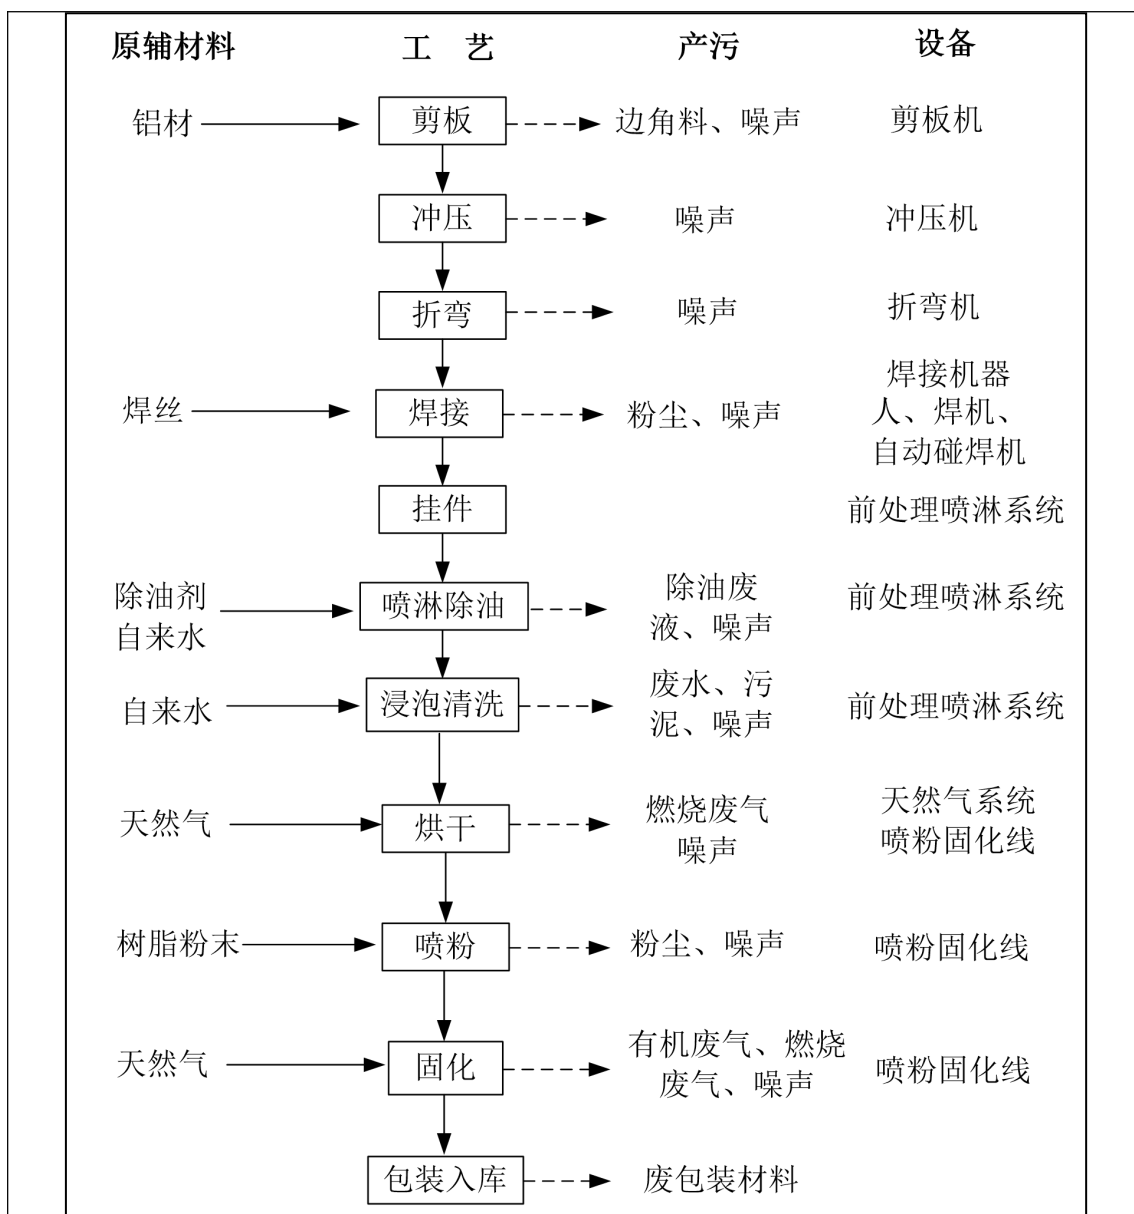 原辅材料 工 艺 产污 设备
铝材 剪板 边角料、噪声 剪板机
冲压 噪声 冲压机
折弯 噪声 折弯机
焊接机器
焊丝 焊接 粉尘、噪声 人、焊机、
自动碰焊机
挂件 前处理喷淋系统
除油剂 喷淋除油 除油废 前处理喷淋系统
自来水 液、噪声
自来水 浸泡清洗 废水、污 前处理喷淋系统
泥、噪声
天然气 烘干 燃烧废气 天然气系统
噪声 喷粉固化线
树脂粉末 喷粉 粉尘、噪声 喷粉固化线
天然气 固化 有机废气、燃烧 喷粉固化线
废气、噪声
包装入库 废包装材料